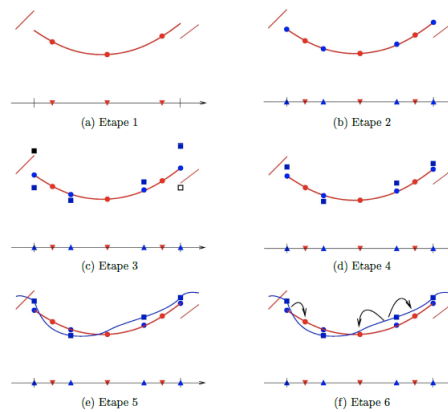 (a) Etape 1
(b) Etape 2
(c) Etape 3
(d) Etape 4
(e) Etape 5
(f) Etape 6